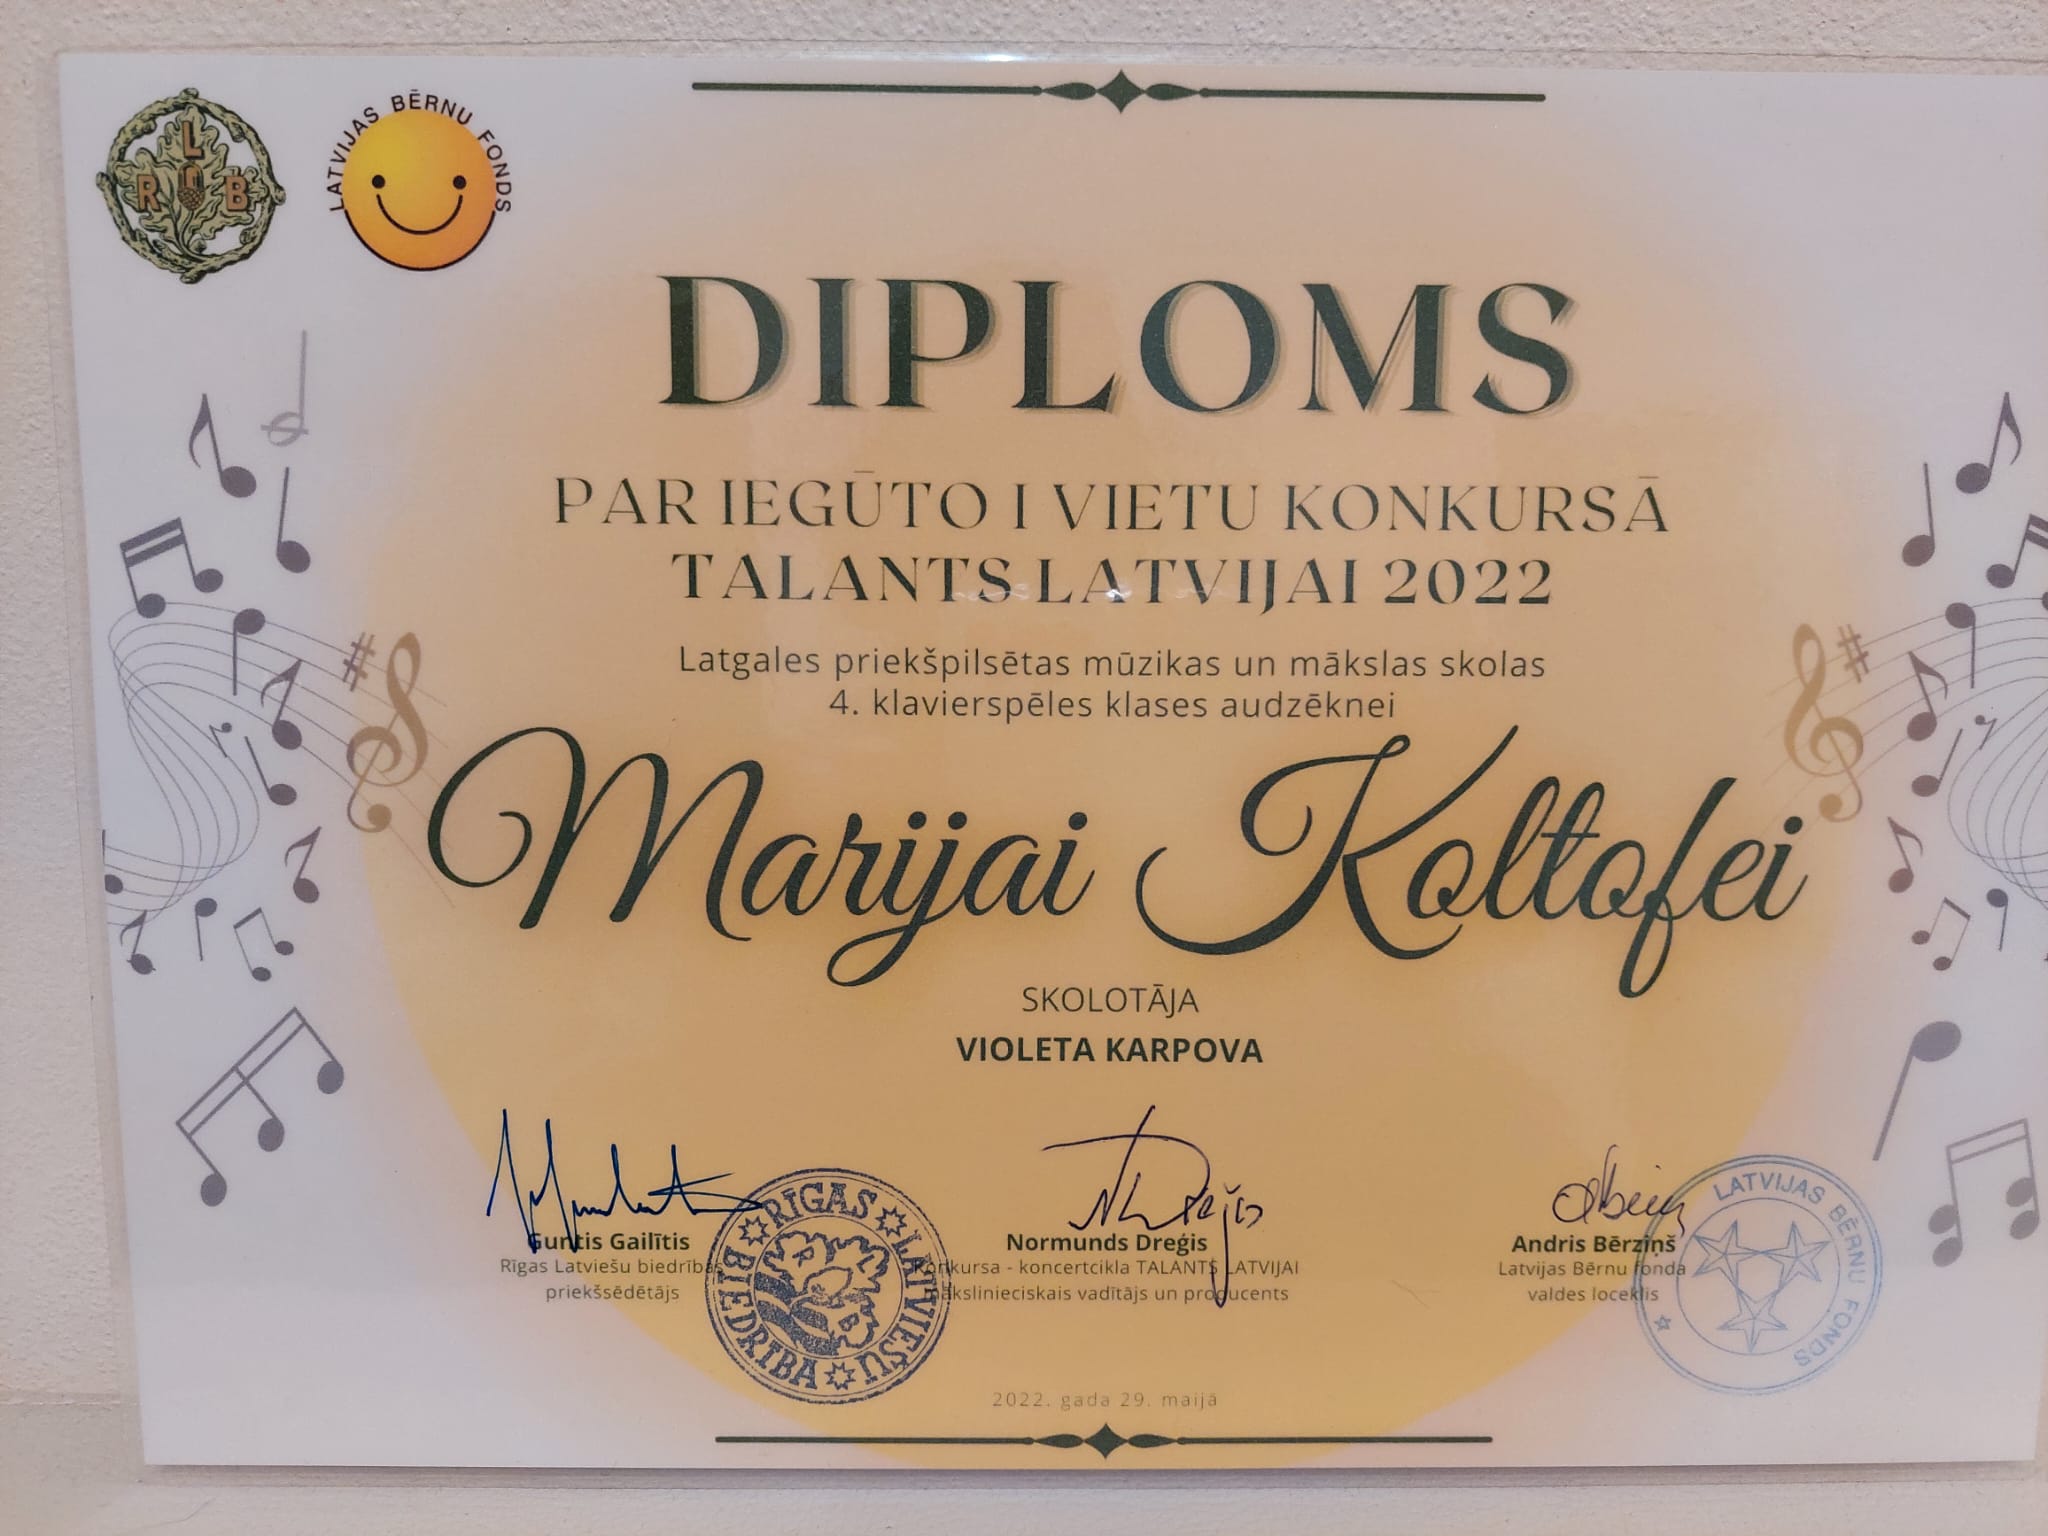 RLB
LATVIJAS BĒRNU FONDS
DIPLOMS
PAR IEGŪTO I VIETU KONKURSĀ
TALANTS LATVIJAI 2022
Latgales priekšpilsētas mūzikas un mākslas skolas
4. klavierspēles klases audzēknei
Marijai Koltofei
SKOLOTĀJA
VIOLETA KARPOVA
Guntis Gailītis
Rīgas Latviešu biedrības
priekšsēdētājs
RĪGAS LATVIEŠU BIEDRĪBA
Normunds Dreģis
Konkursa - koncertcikla TALANTS LATVIJAI
mākslinieciskais vadītājs un producents
Andris Bērziņš
Latvijas Bērnu fonda
valdes loceklis
LATVIJAS BĒRNU FONDS
2022. gada 29. maijā